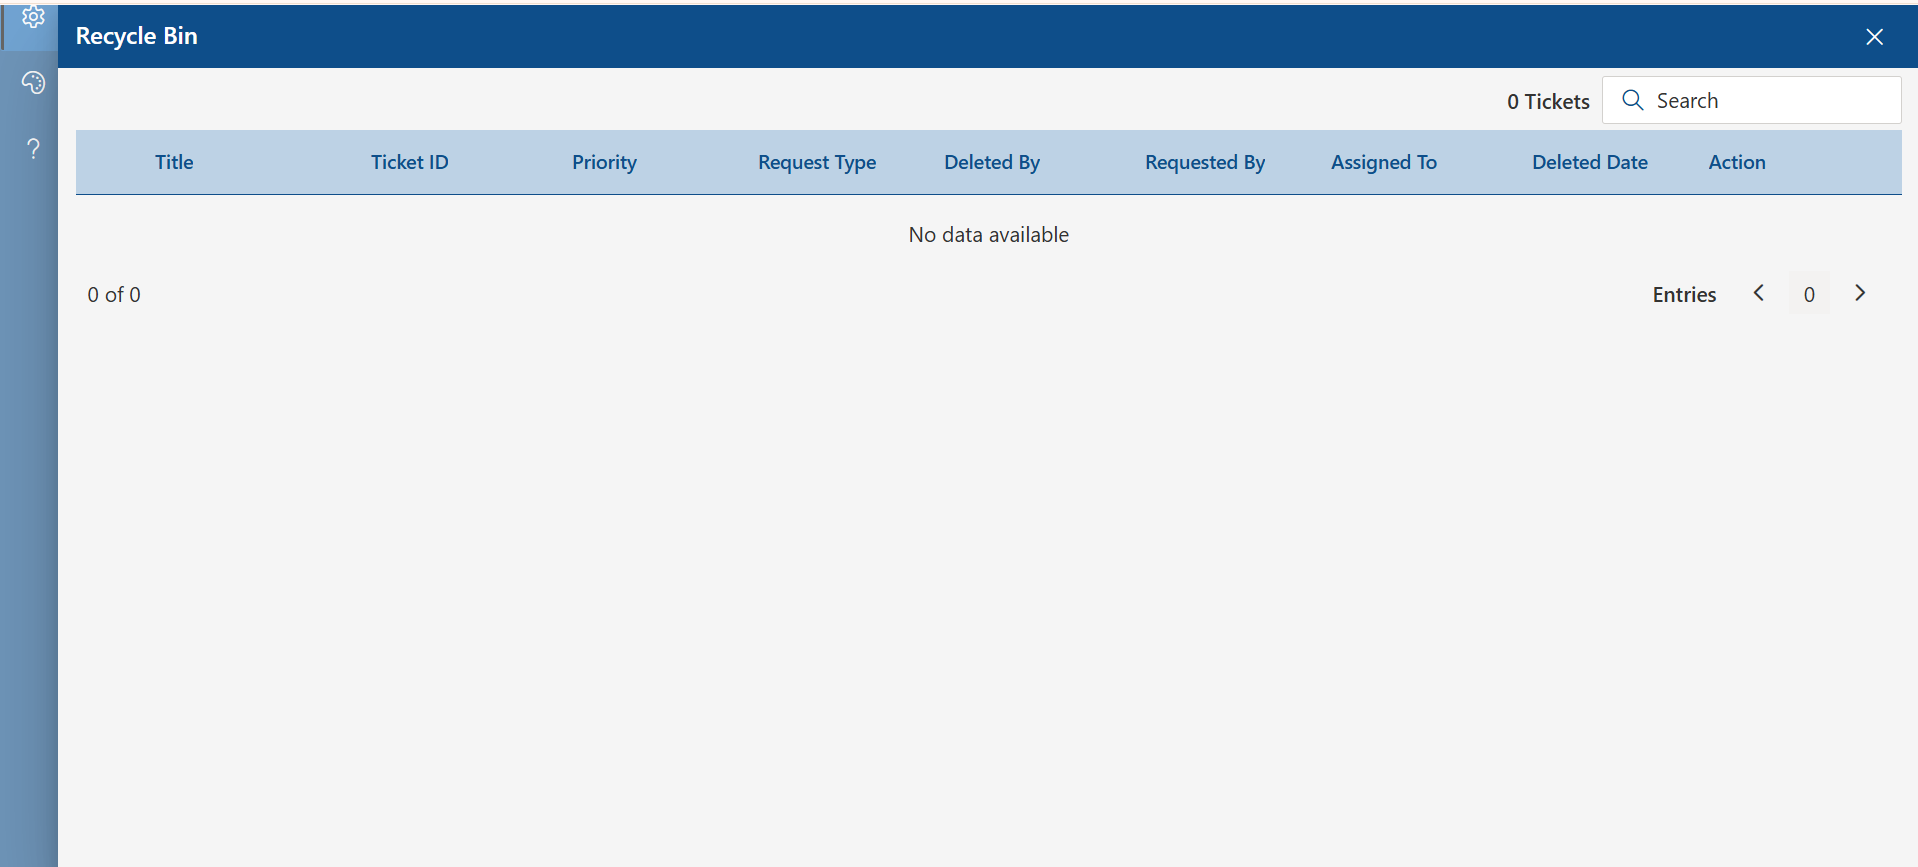 Recycle Bin
0 Tickets Search
Title Ticket ID Priority Request Type Deleted By Requested By Assigned To Deleted Date Action
No data available
0 of 0 Entries 0